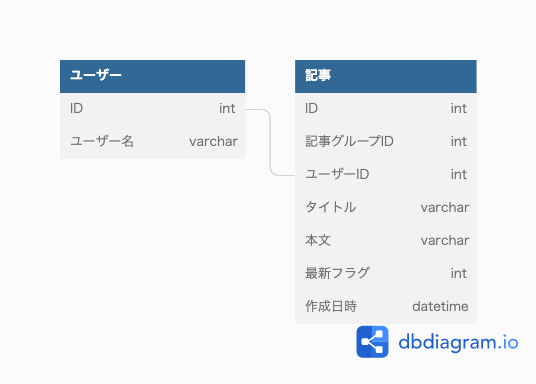 ユーザー
ID int
ユーザー名 varchar
記事
ID int
記事グループID int
ユーザーID int
タイトル varchar
本文 varchar
最新フラグ int
作成日時 datetime
dbdiagram.io